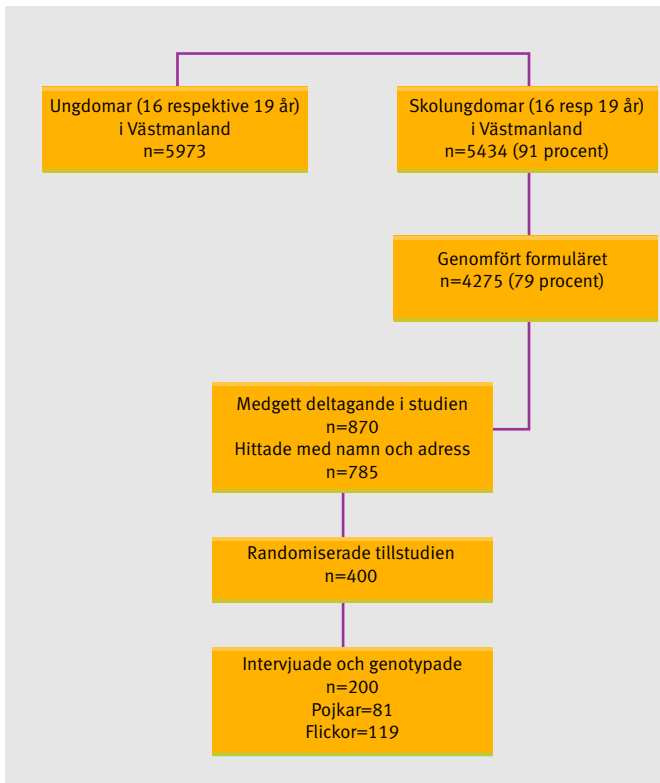 Ungdomar (16 respektive 19 år)
i Västmanland
n=5973
Skolungdomar (16 resp 19 år)
i Västmanland
n=5434 (91 procent)
Genomfört formuläret
n=4275 (79 procent)
Medgett deltagande i studien
n=870
Hittade med namn och adress
n=785
Randomiserade tillstudien
n=400
Intervjuade och genotypade
n=200
Pojkar=81
Flickor=119